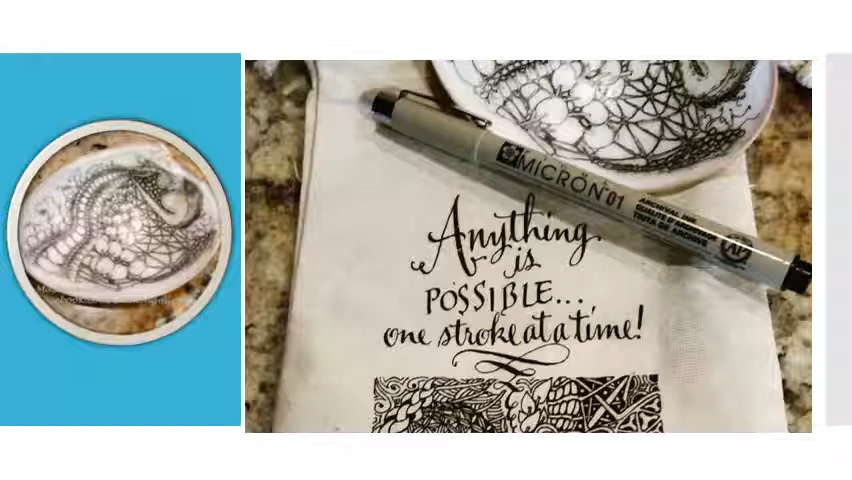 MICRON 01
ARCHIVAL INK
Anything
is
POSSIBLE...
one stroke at a time!